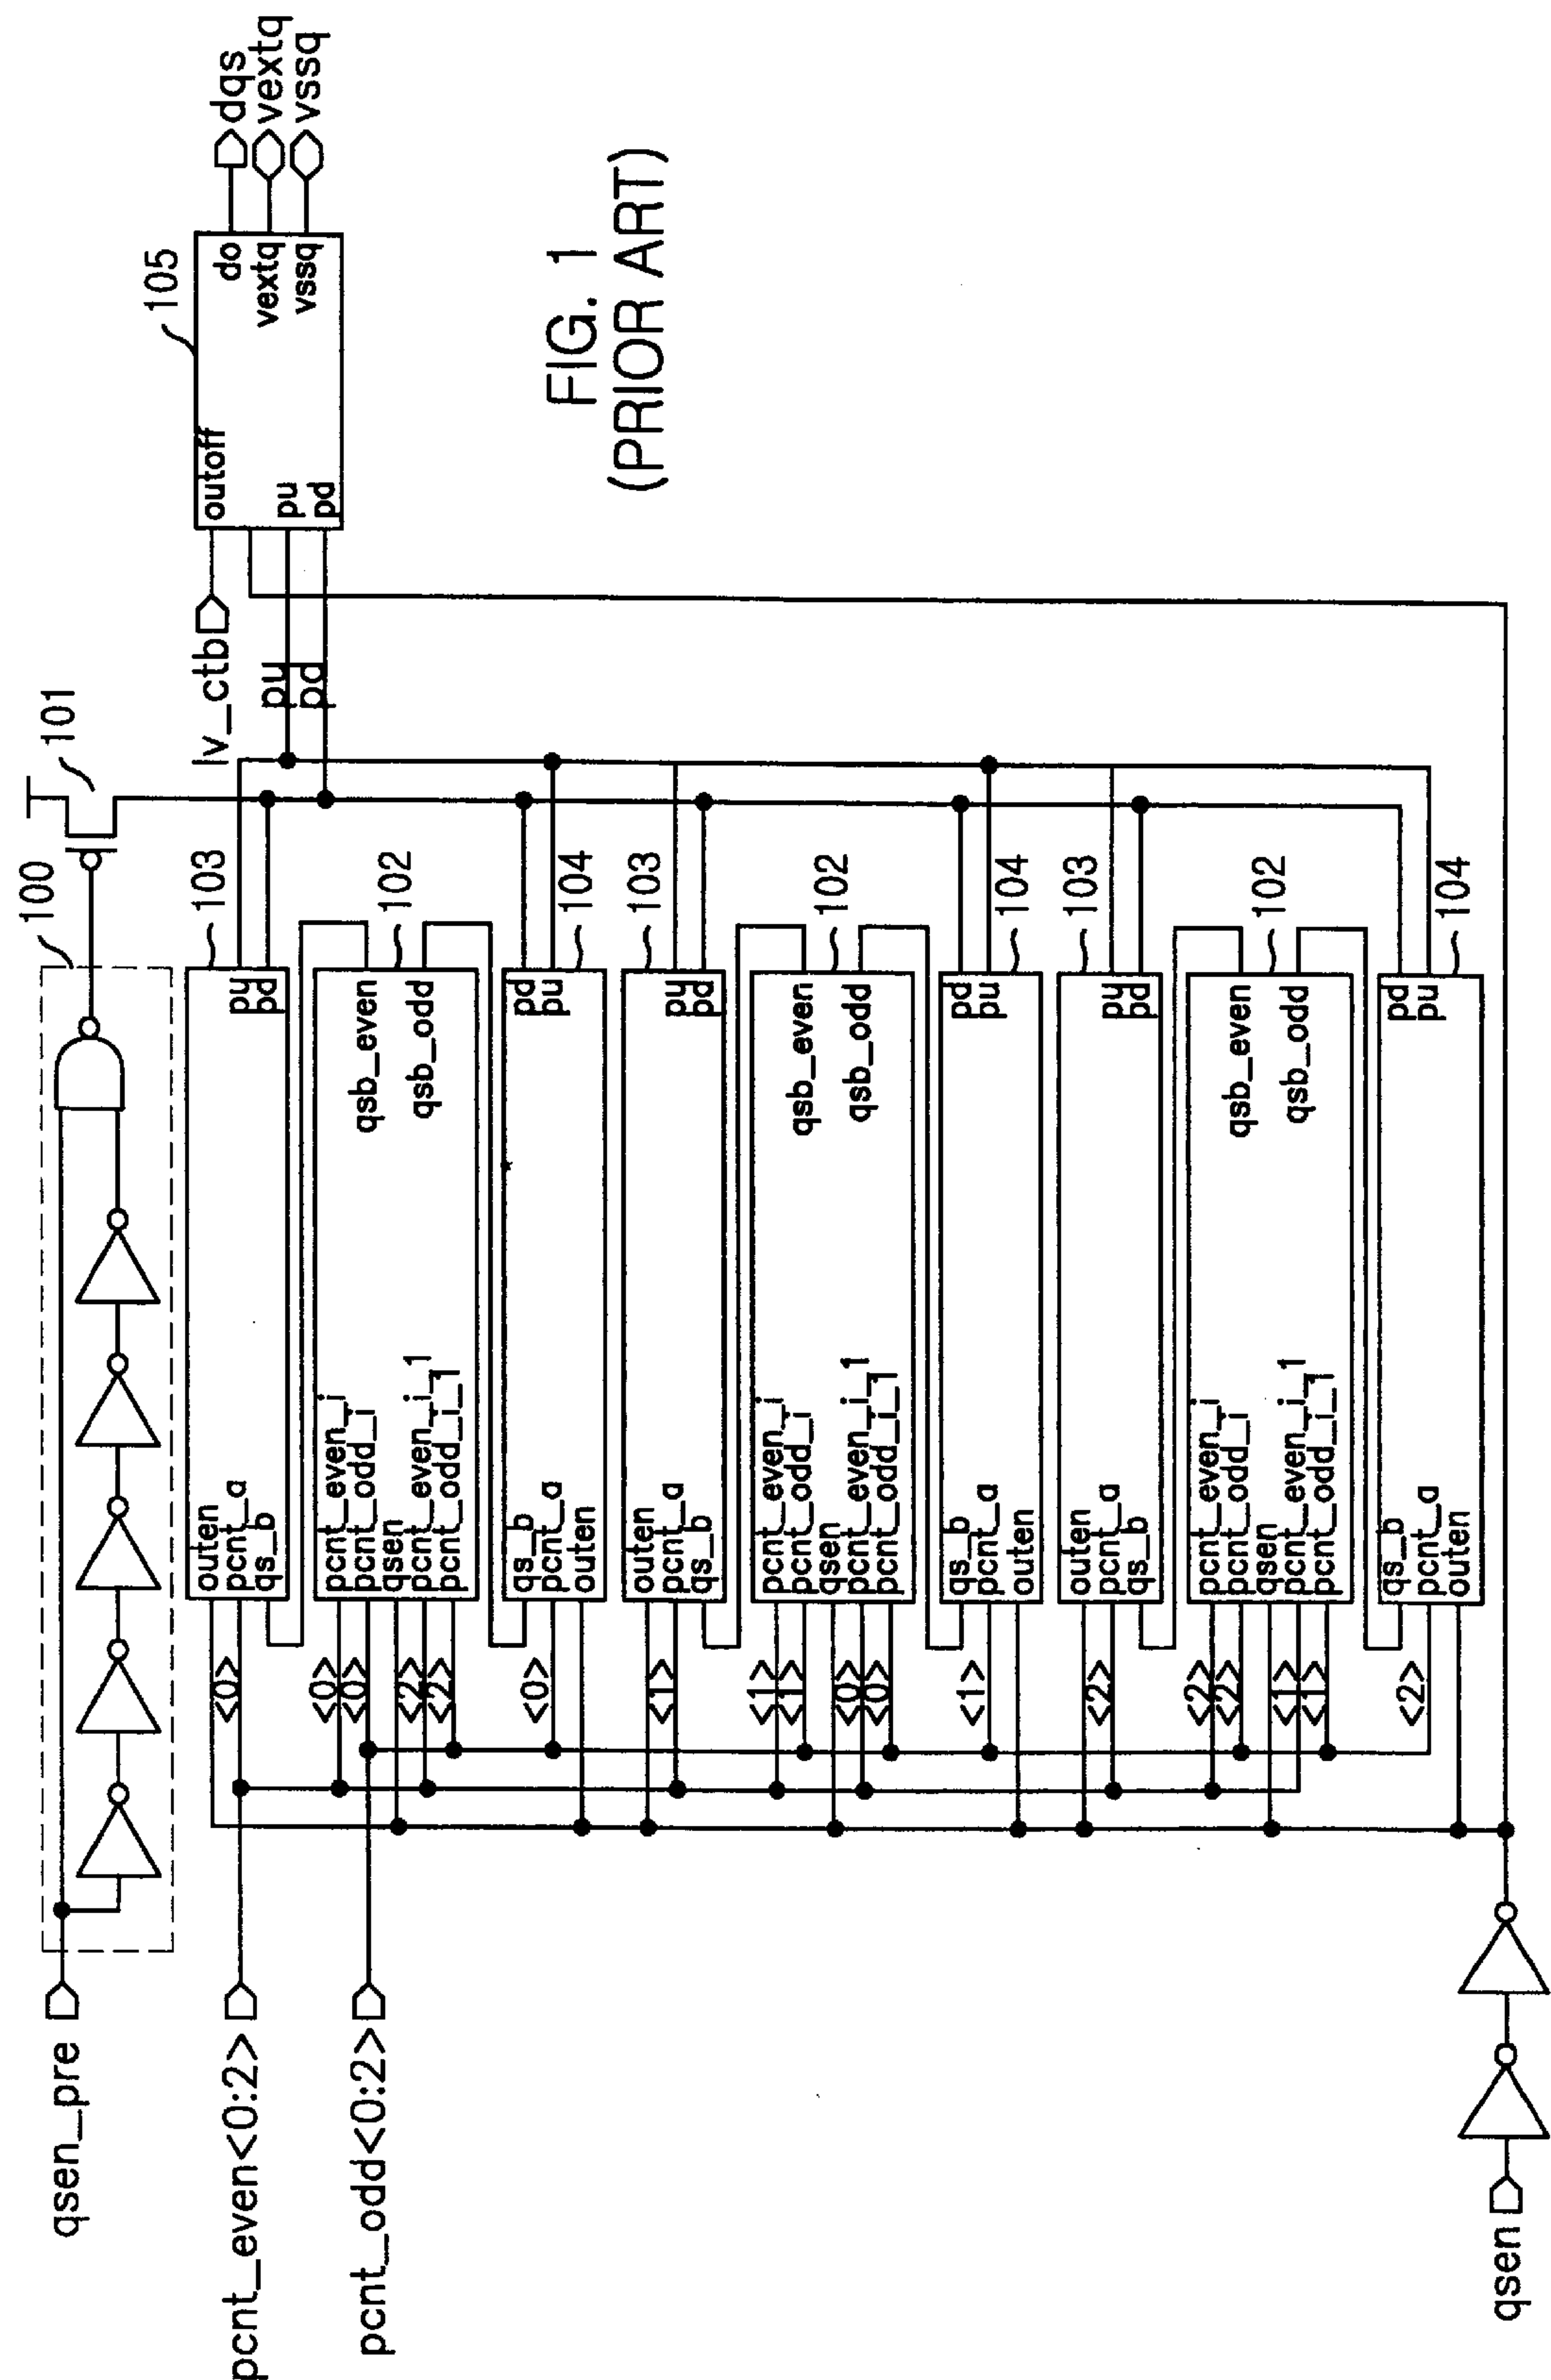 qsen_pre
100
101
pcnt_even<0:2>
pcnt_odd<0:2>
<0>
outen
pcnt_a
qs_b
pu
pd
103
<0>
<0>
<2>
<2>
pcnt_even_i
pcnt_odd_i
qsen
pcnt_even_i_1
pcnt_odd_i_1
qsb_even
qsb_odd
102
<0>
qs_b
pcnt_a
outen
pd
pu
104
<1>
outen
pcnt_a
qs_b
pu
pd
103
<1>
<1>
<0>
<0>
pcnt_even_i
pcnt_odd_i
qsen
pcnt_even_i_1
pcnt_odd_i_1
qsb_even
qsb_odd
102
<1>
qs_b
pcnt_a
outen
pd
pu
104
<2>
outen
pcnt_a
qs_b
pu
pd
103
<2>
<2>
<1>
<1>
pcnt_even_i
pcnt_odd_i
qsen
pcnt_even_i_1
pcnt_odd_i_1
qsb_even
qsb_odd
102
<2>
qs_b
pcnt_a
outen
pd
pu
104
qsen
lv_ctb
pu
pd
outoff
pu
pd
do
vextq
vssq
105
dqs
vextq
vssq
FIG. 1
(PRIOR ART)